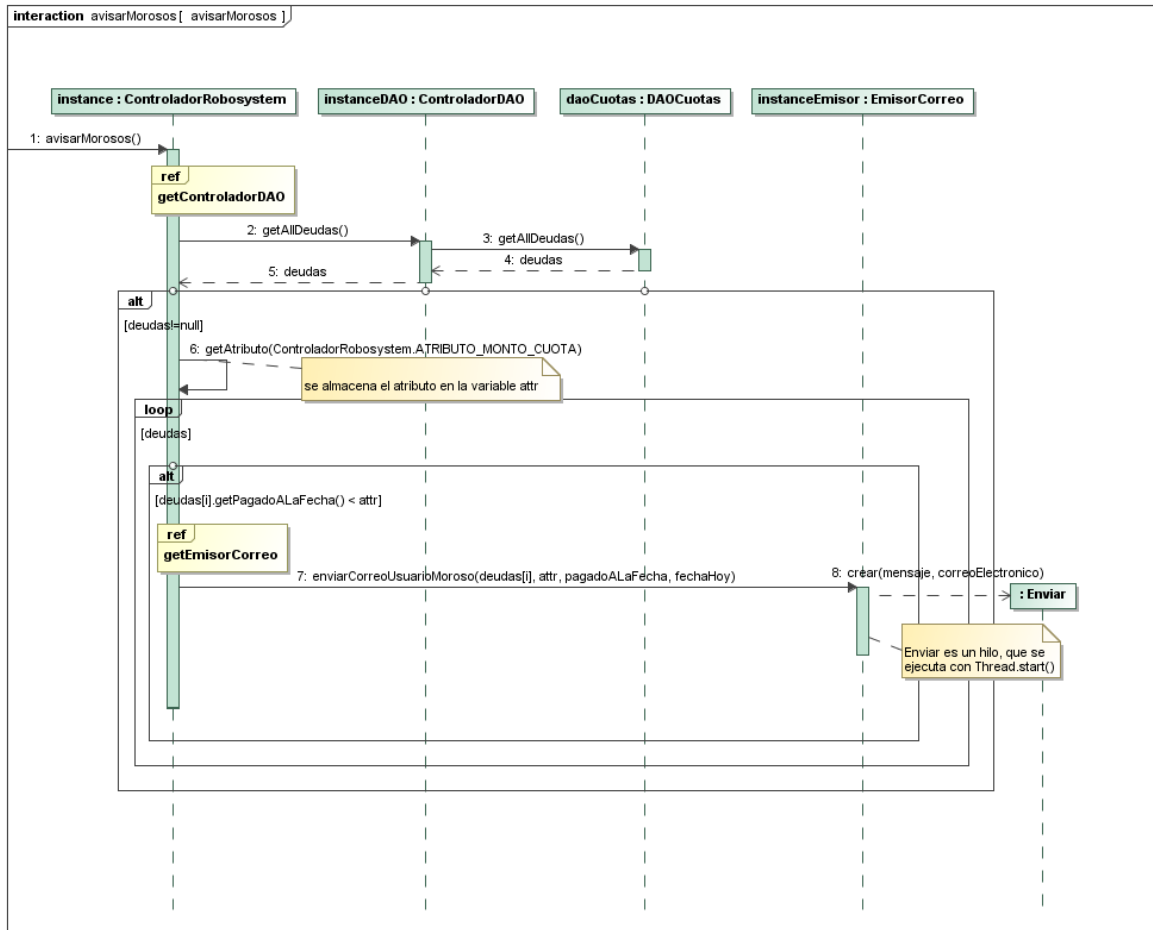 interaction avisarMorosos[ avisarMorosos ]
instance : ControladorRobosystem
instanceDAO : ControladorDAO
daoCuotas : DAOCuotas
instanceEmisor : EmisorCorreo
1: avisarMorosos()
ref
getControladorDAO
2: getAllDeudas()
3: getAllDeudas()
4: deudas
5: deudas
alt
[deudas!=null]
6: getAtributo(ControladorRobosystem.ATRIBUTO_MONTO_CUOTA)
se almacena el atributo en la variable attr
loop
[deudas]
alt
[deudas[i].getPagadoALaFecha() < attr]
ref
getEmisorCorreo
7: enviarCorreoUsuarioMoroso(deudas[i], attr, pagadoALaFecha, fechaHoy)
8: crear(mensaje, correoElectronico)
: Enviar
Enviar es un hilo, que se
ejecuta con Thread.start()